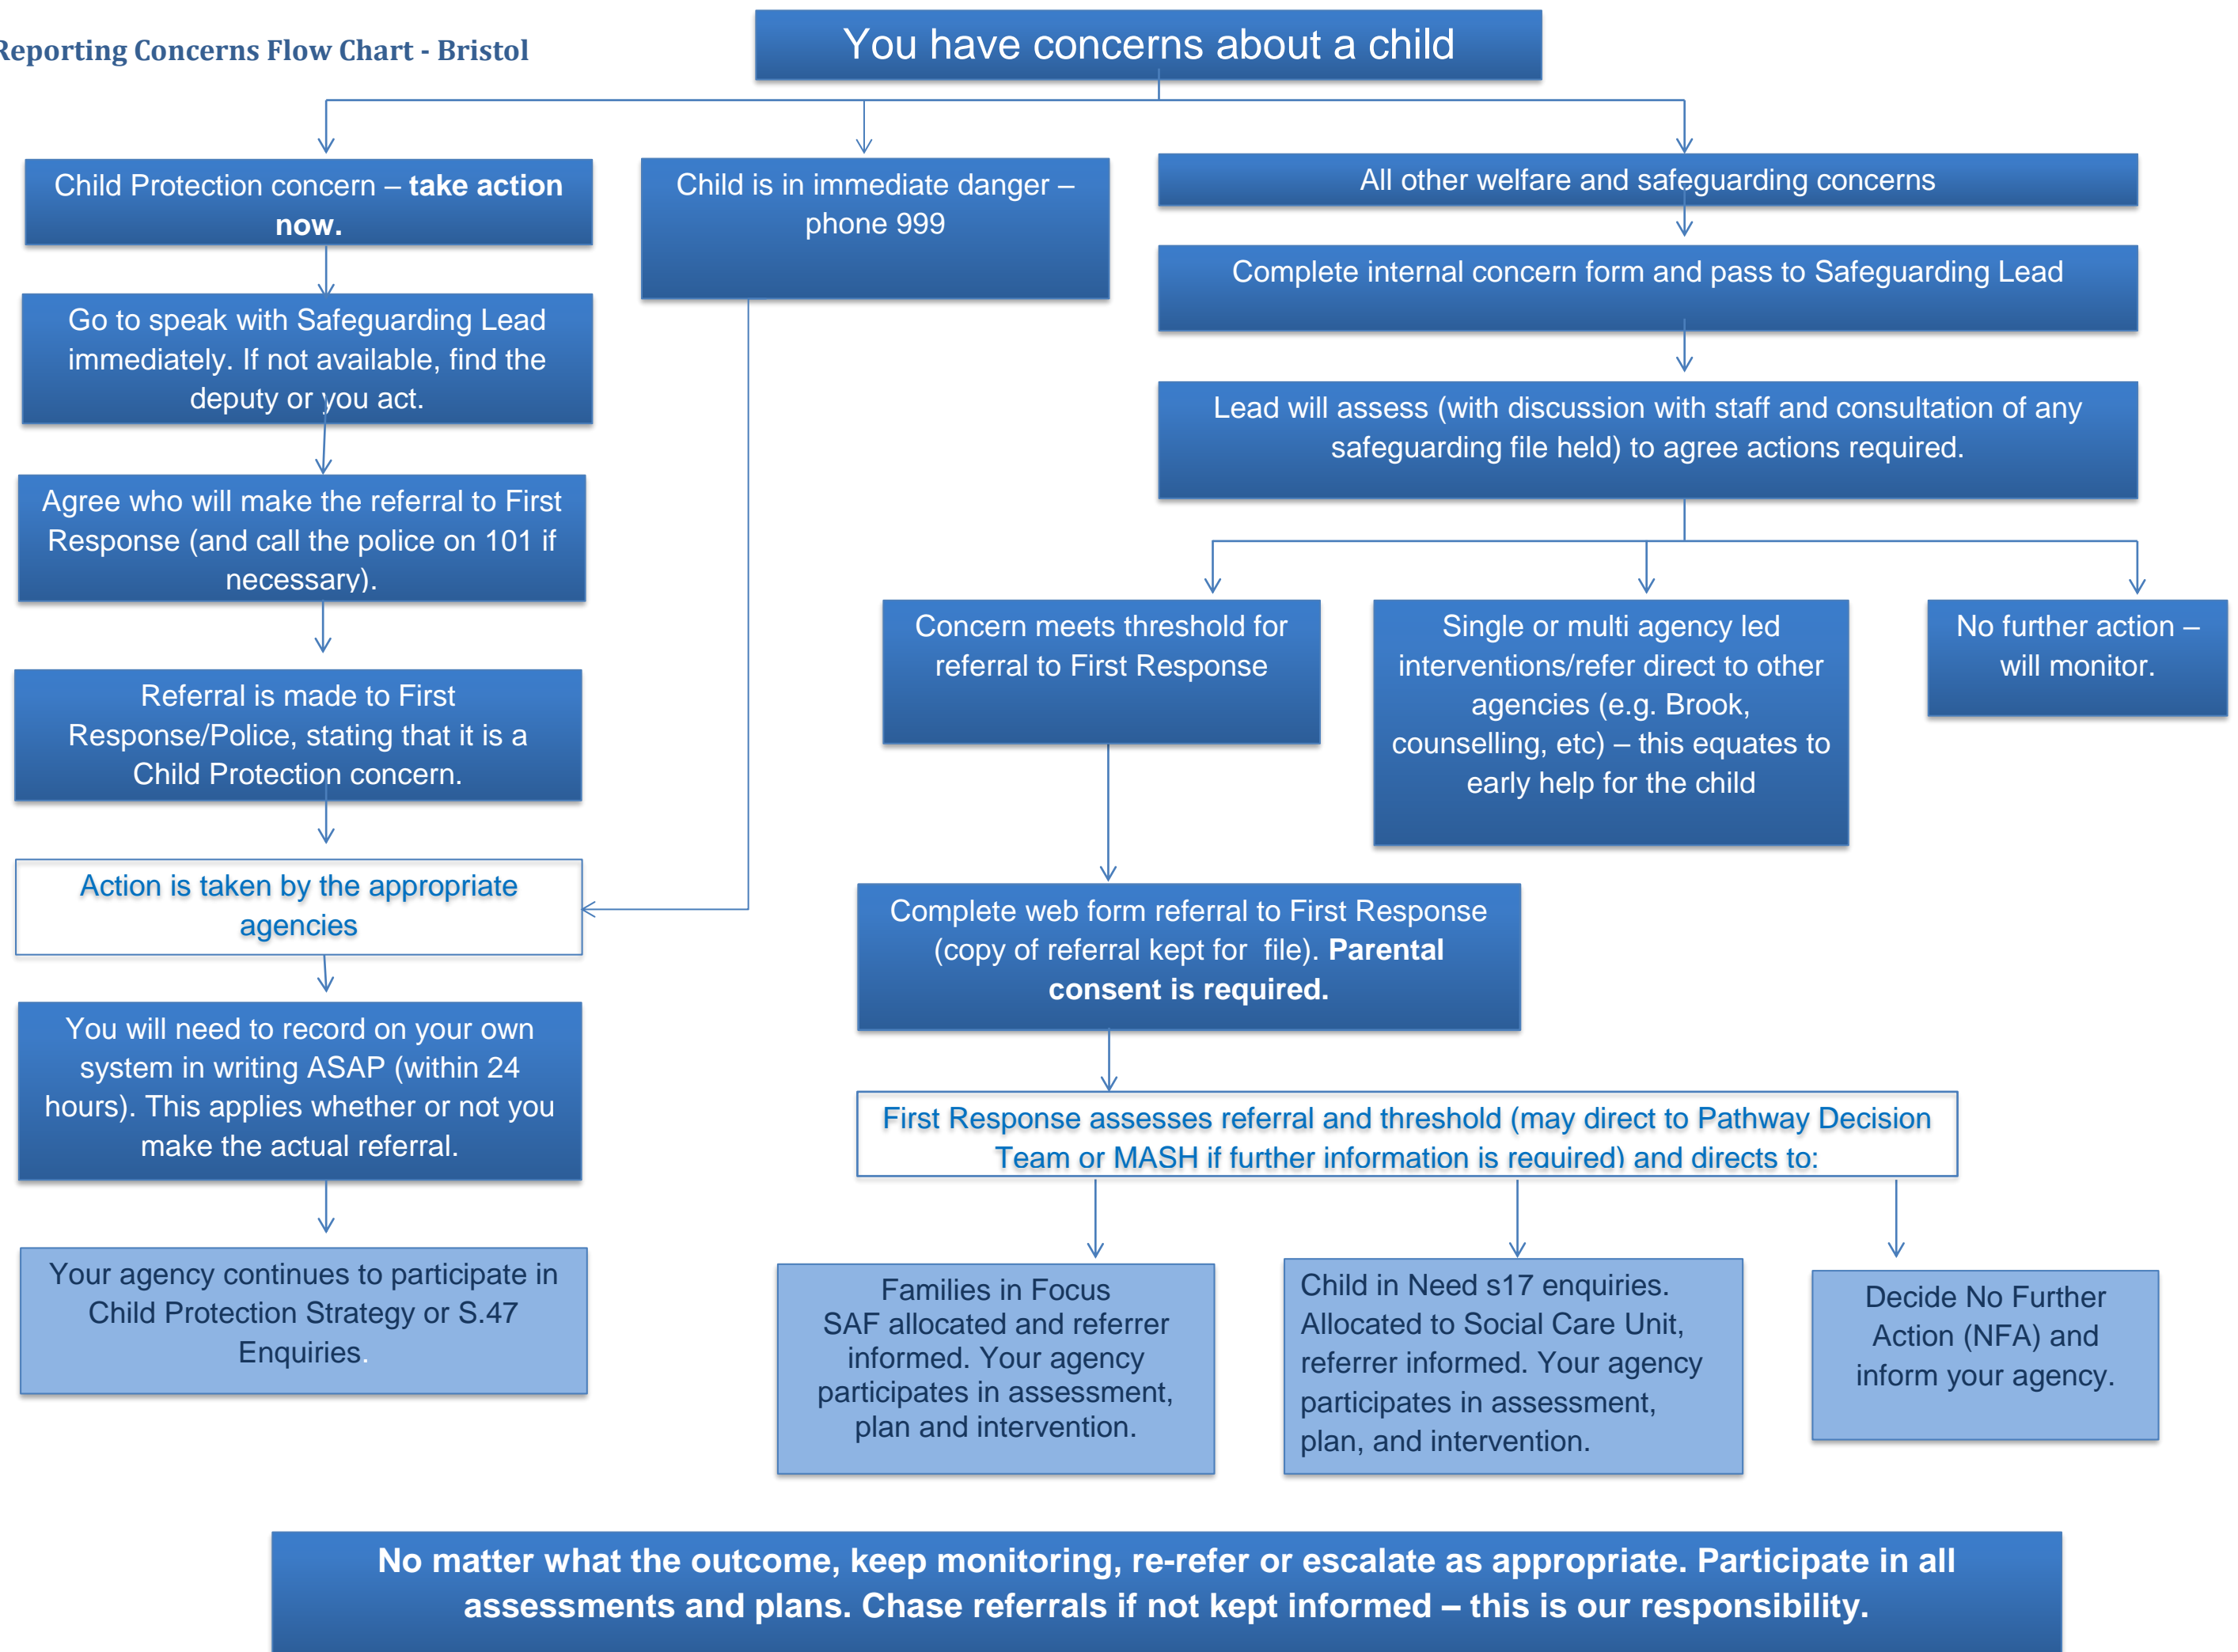 Reporting Concerns Flow Chart - Bristol
You have concerns about a child
Child Protection concern – take action
now.
Go to speak with Safeguarding Lead
immediately. If not available, find the
deputy or you act.
Agree who will make the referral to First
Response (and call the police on 101 if
necessary).
Referral is made to First
Response/Police, stating that it is a
Child Protection concern.
Action is taken by the appropriate
agencies
You will need to record on your own
system in writing ASAP (within 24
hours). This applies whether or not you
make the actual referral.
Your agency continues to participate in
Child Protection Strategy or S.47
Enquiries.
Child is in immediate danger –
phone 999
All other welfare and safeguarding concerns
Complete internal concern form and pass to Safeguarding Lead
Lead will assess (with discussion with staff and consultation of any
safeguarding file held) to agree actions required.
Concern meets threshold for
referral to First Response
Single or multi agency led
interventions/refer direct to other
agencies (e.g. Brook,
counselling, etc) – this equates to
early help for the child
No further action –
will monitor.
Complete web form referral to First Response
(copy of referral kept for  file). Parental
consent is required.
First Response assesses referral and threshold (may direct to Pathway Decision
Team or MASH if further information is required) and directs to:
Families in Focus
SAF allocated and referrer
informed. Your agency
participates in assessment,
plan and intervention.
Child in Need s17 enquiries.
Allocated to Social Care Unit,
referrer informed. Your agency
participates in assessment,
plan, and intervention.
Decide No Further
Action (NFA) and
inform your agency.
No matter what the outcome, keep monitoring, re-refer or escalate as appropriate. Participate in all
assessments and plans. Chase referrals if not kept informed – this is our responsibility.